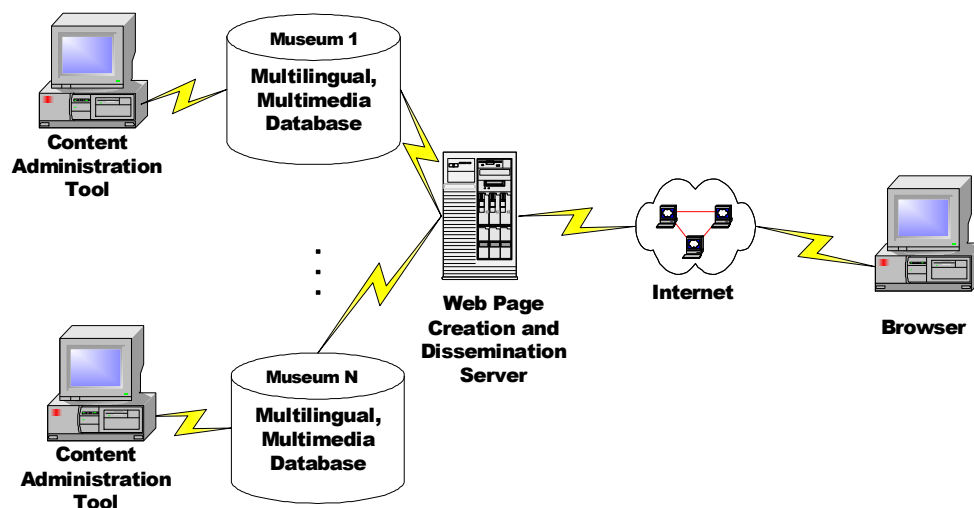 Museum 1
Multilingual,
Multimedia
Database
Content
Administration
Tool
Web Page
Creation and
Dissemination
Server
Internet
Browser
Museum N
Multilingual,
Multimedia
Database
Content
Administration
Tool